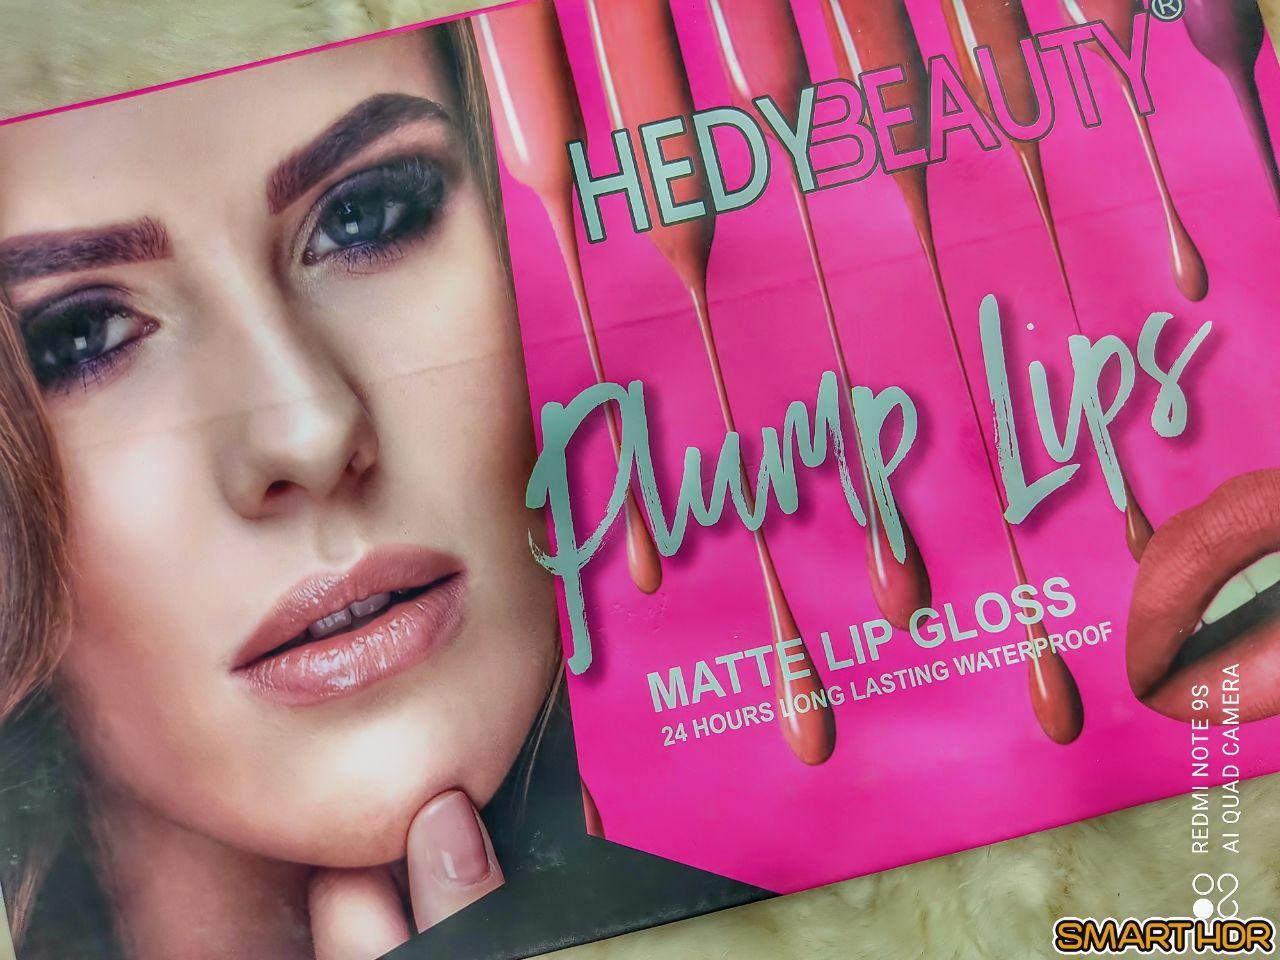 HEDYBEAUTY®
Plump Lips
MATTE LIP GLOSS
24 HOURS LONG LASTING WATERPROOF
REDMI NOTE 9S
AI QUAD CAMERA
SMART HDR